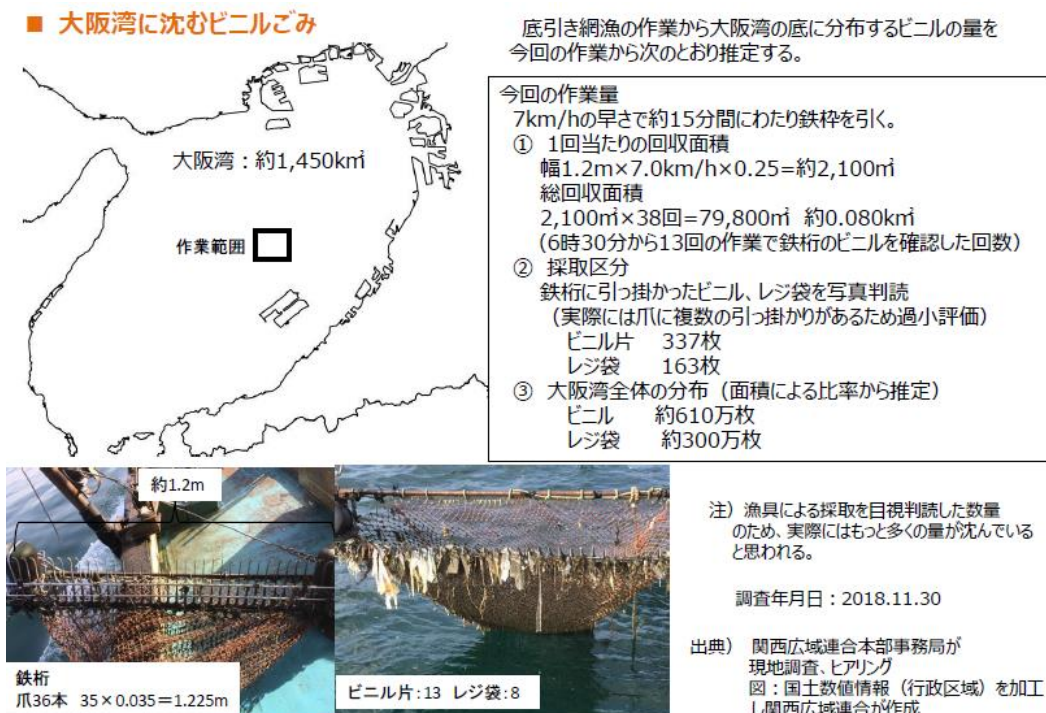 ■ 大阪湾に沈むビニルごみ
底引き網漁の作業から大阪湾の底に分布するビニルの量を
今回の作業から次のとおり推定する。
大阪湾：約1,450k㎡
作業範囲
今回の作業量
7km/hの早さで約15分間にわたり鉄枠を引く。
① 1回当たりの回収面積
幅1.2m×7.0km/h×0.25=約2,100㎡
総回収面積
2,100㎡×38回=79,800㎡ 約0.080k㎡
（6時30分から13回の作業で鉄桁のビニルを確認した回数）
② 採取区分
鉄桁に引っ掛かったビニル、レジ袋を写真判読
（実際には爪に複数の引っ掛かりがあるため過小評価）
ビニル片 337枚
レジ袋 163枚
③ 大阪湾全体の分布（面積による比率から推定）
ビニル 約610万枚
レジ袋 約300万枚
約1.2m
鉄桁
爪36本 35×0.035＝1.225m
ビニル片：13 レジ袋：8
注）漁具による採取を目視判読した数量
のため、実際にはもっと多くの量が沈んでいる
と思われる。
調査年月日：2018.11.30
出典） 関西広域連合本部事務局が
現地調査、ヒアリング
図：国土数値情報（行政区域）を加工
し関西広域連合が作成